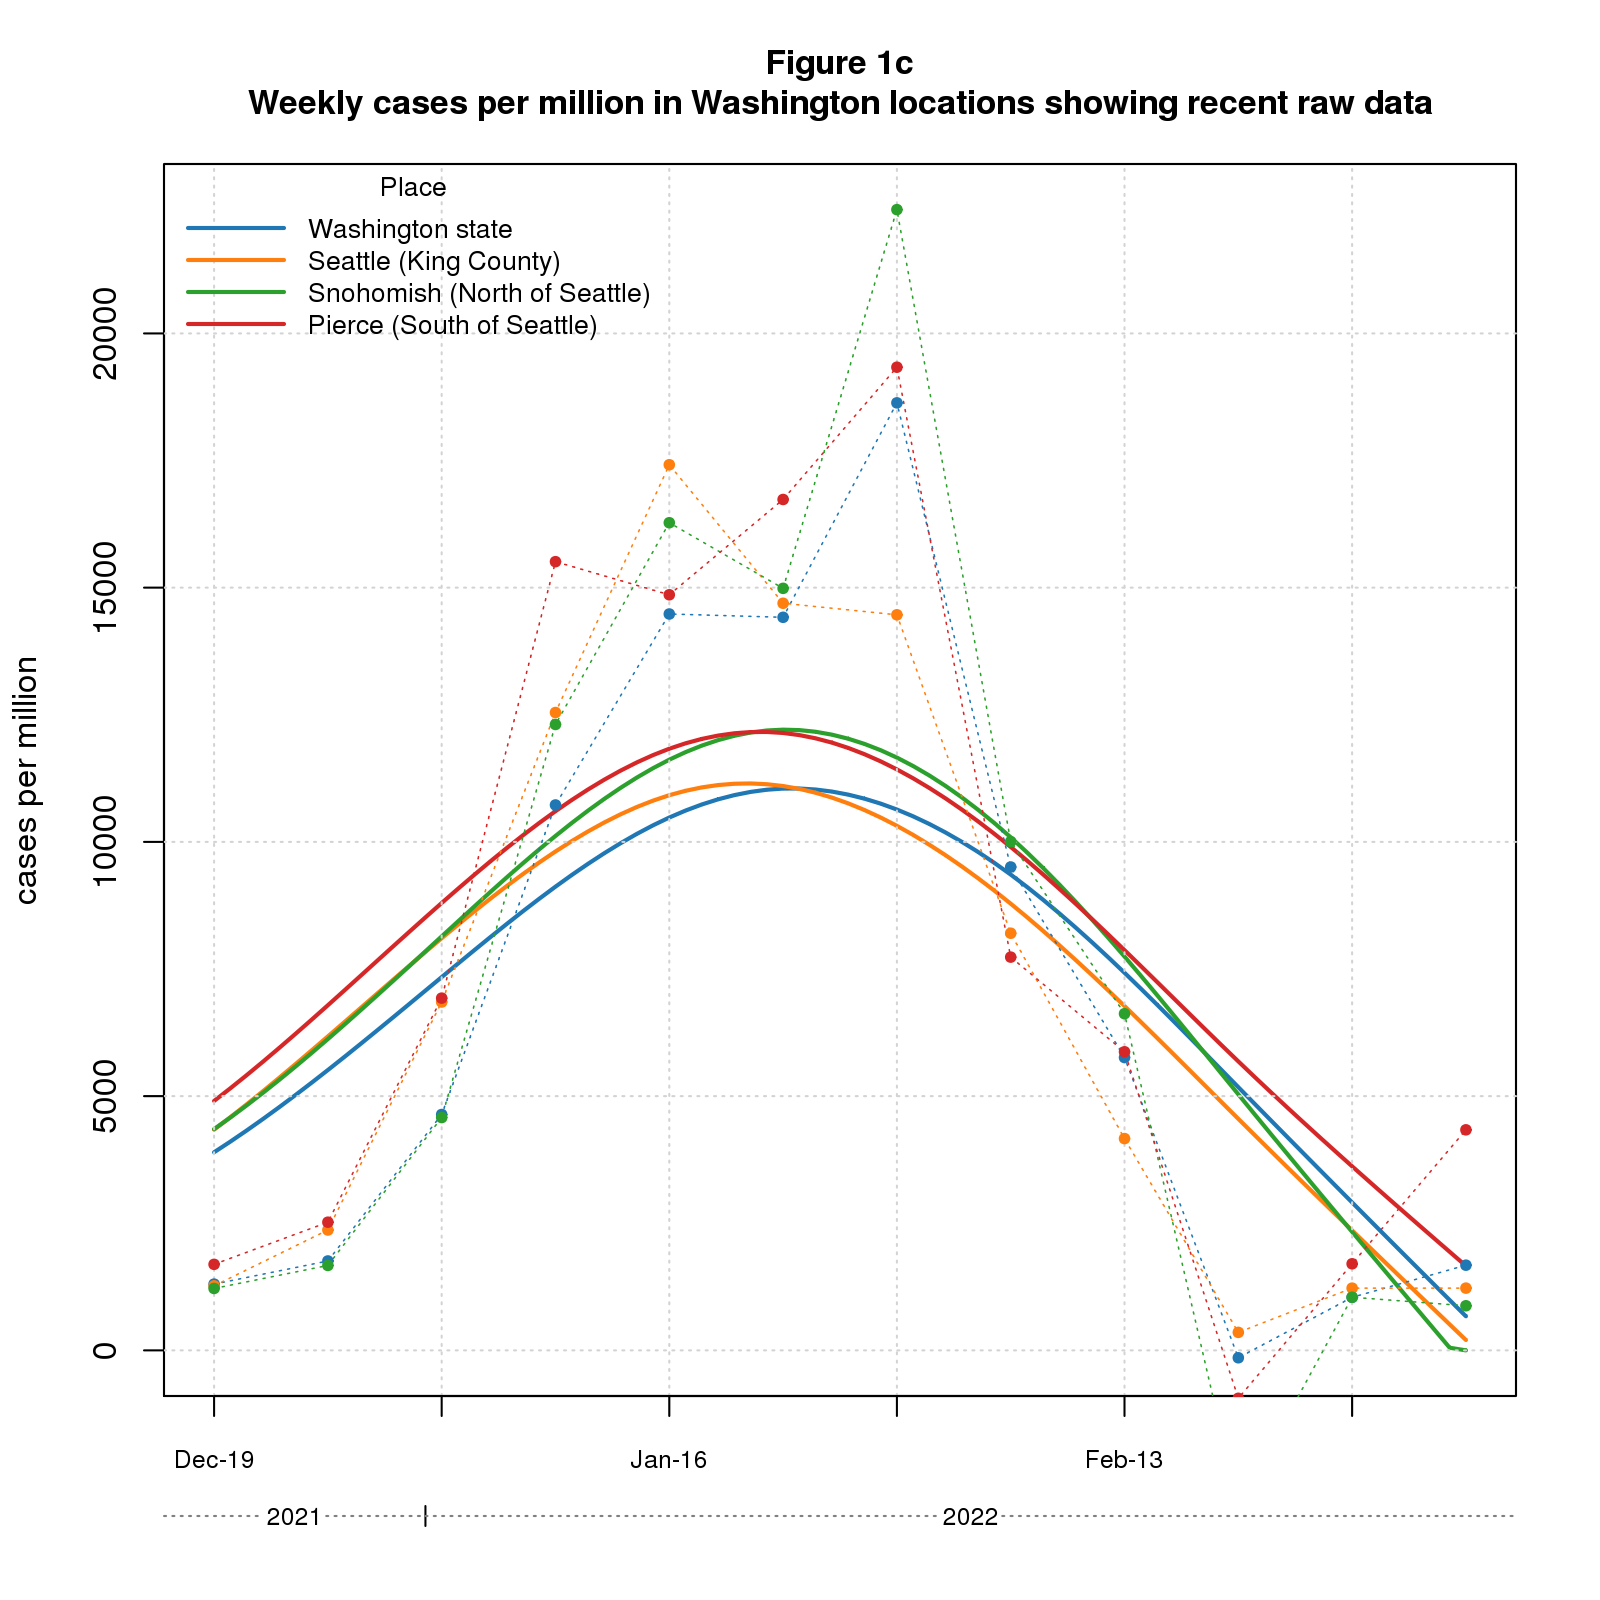 Figure 1c
Weekly cases per million in Washington locations showing recent raw data
Place
Washington state
Seattle (King County)
Snohomish (North of Seattle)
Pierce (South of Seattle)
cases per million
20000
15000
10000
5000
0
Dec-19 Jan-16 Feb-13
2021 2022